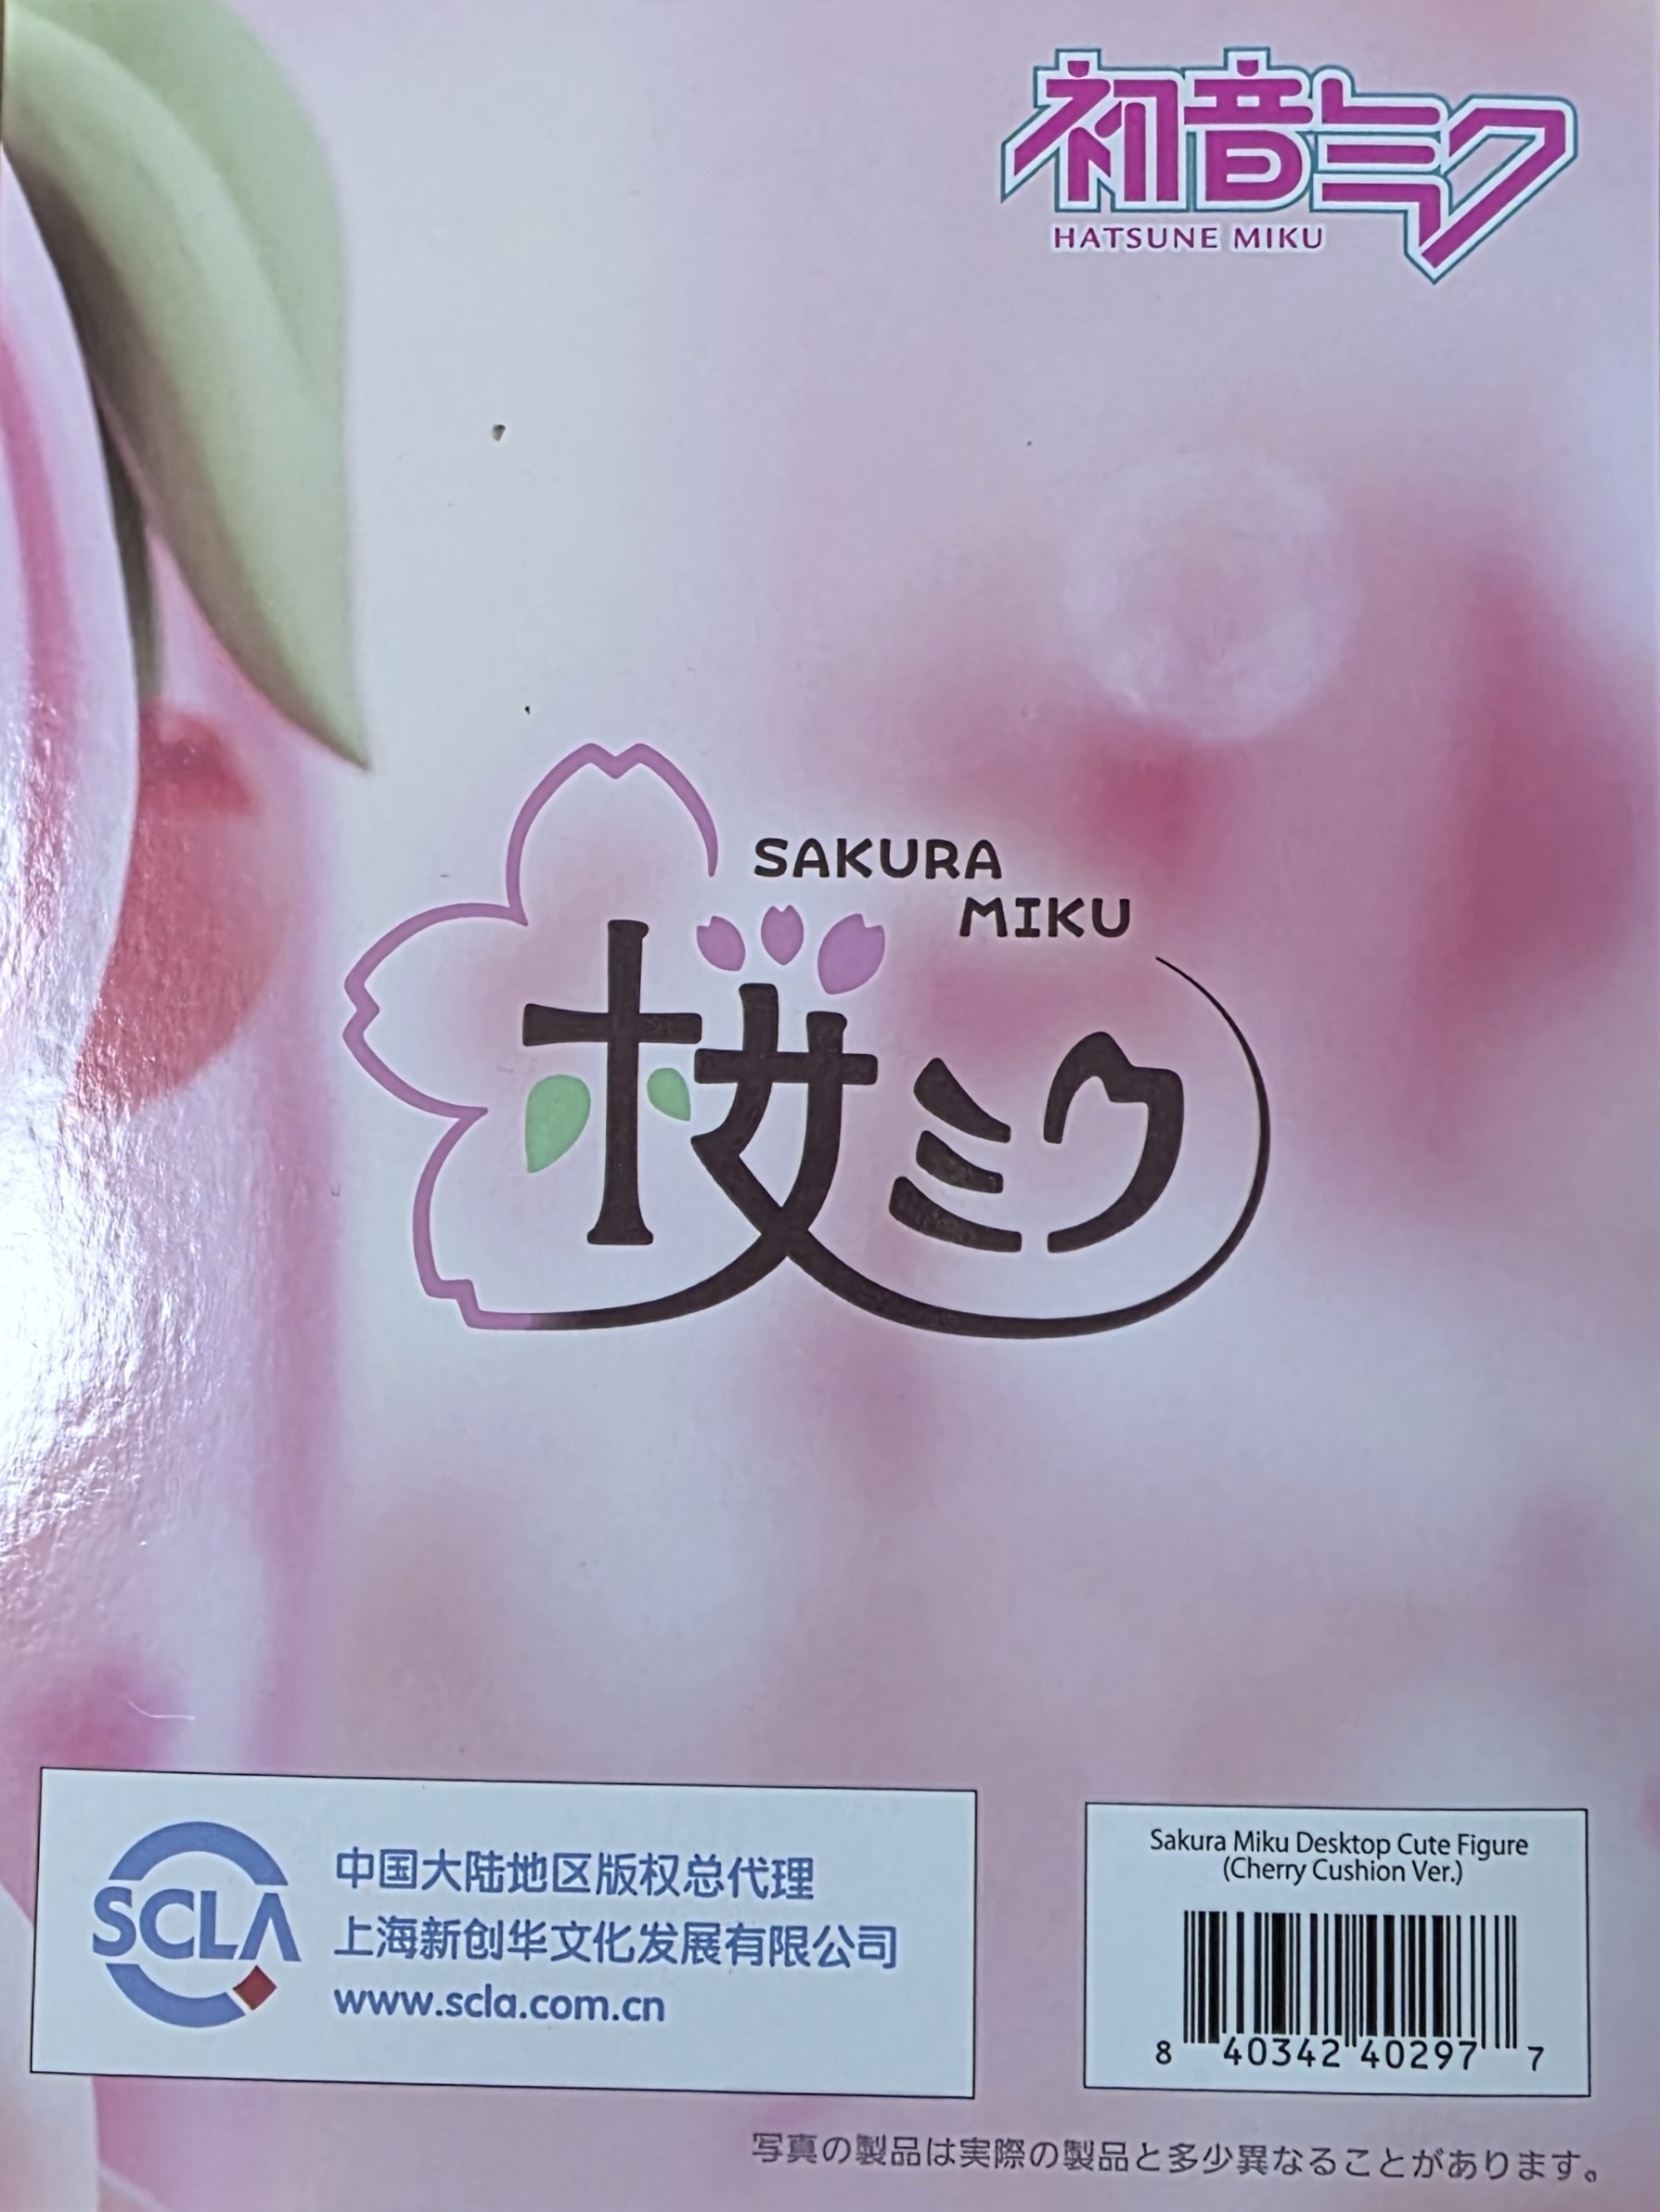 初音ミク
HATSUNE MIKU
SAKURA
MIKU
桜ミク
SCLA
中国大陆地区版权总代理
上海新创华文化发展有限公司
www.scla.com.cn
Sakura Miku Desktop Cute Figure
(Cherry Cushion Ver.)
8 40342 40297 7
写真の製品は実際の製品と多少異なることがあります。